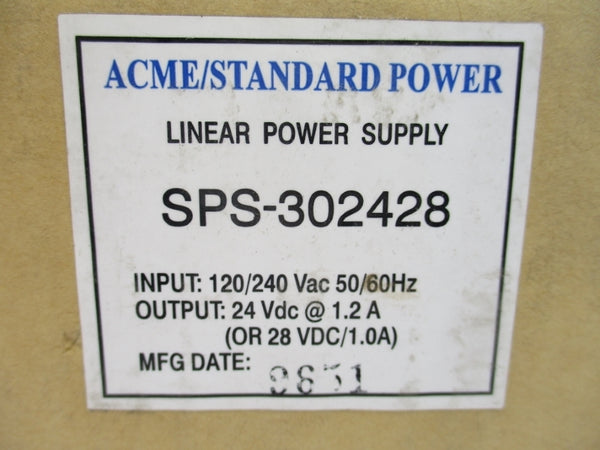 ACME/STANDARD POWER
LINEAR POWER SUPPLY
SPS-302428
INPUT: 120/240 Vac 50/60Hz
OUTPUT: 24 Vdc @ 1.2 A
(OR 28 VDC/1.0A)
MFG DATE: